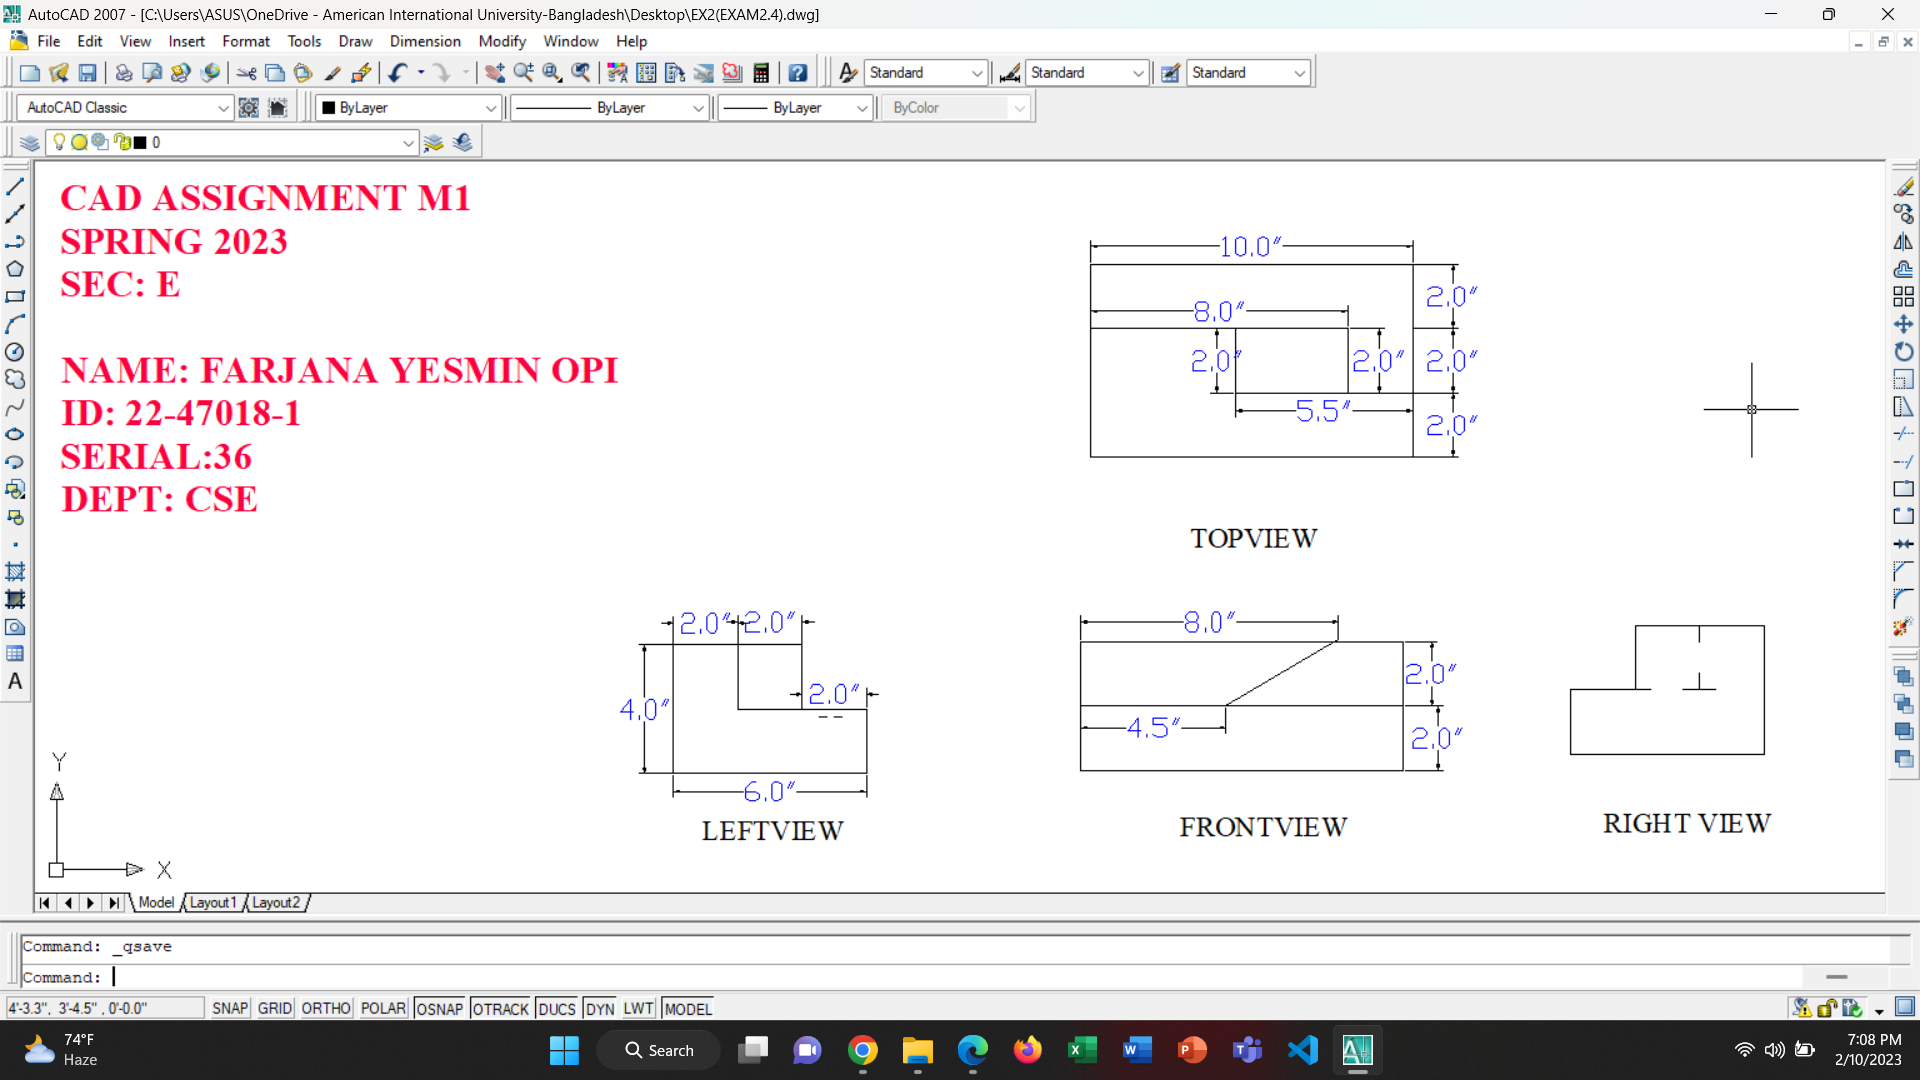 AutoCAD 2007 - [C:\Users\ASUS\OneDrive - American International University-Bangladesh\Desktop\EX2(EXAM2.4).dwg]
File Edit View Insert Format Tools Draw Dimension Modify Window Help
Standard Standard Standard
AutoCAD Classic ByLayer ByLayer ByLayer ByColor
0
CAD ASSIGNMENT M1
SPRING 2023
SEC: E
NAME: FARJANA YESMIN OPI
ID: 22-47018-1
SERIAL:36
DEPT: CSE
10.0"
2.0"
8.0"
2.0" 2.0" 2.0"
5.5"
2.0"
TOPVIEW
2.0" 2.0"
2.0"
4.0"
6.0"
LEFTVIEW
8.0"
2.0"
4.5"
2.0"
FRONTVIEW
RIGHT VIEW
Y
X
Model Layout1 Layout2
Command: _qsave
Command:
4'-3.3", 3'-4.5" , 0'-0.0" SNAP GRID ORTHO POLAR OSNAP OTRACK DUCS DYN LWT MODEL
74°F
Haze
Search
7:08 PM
2/10/2023